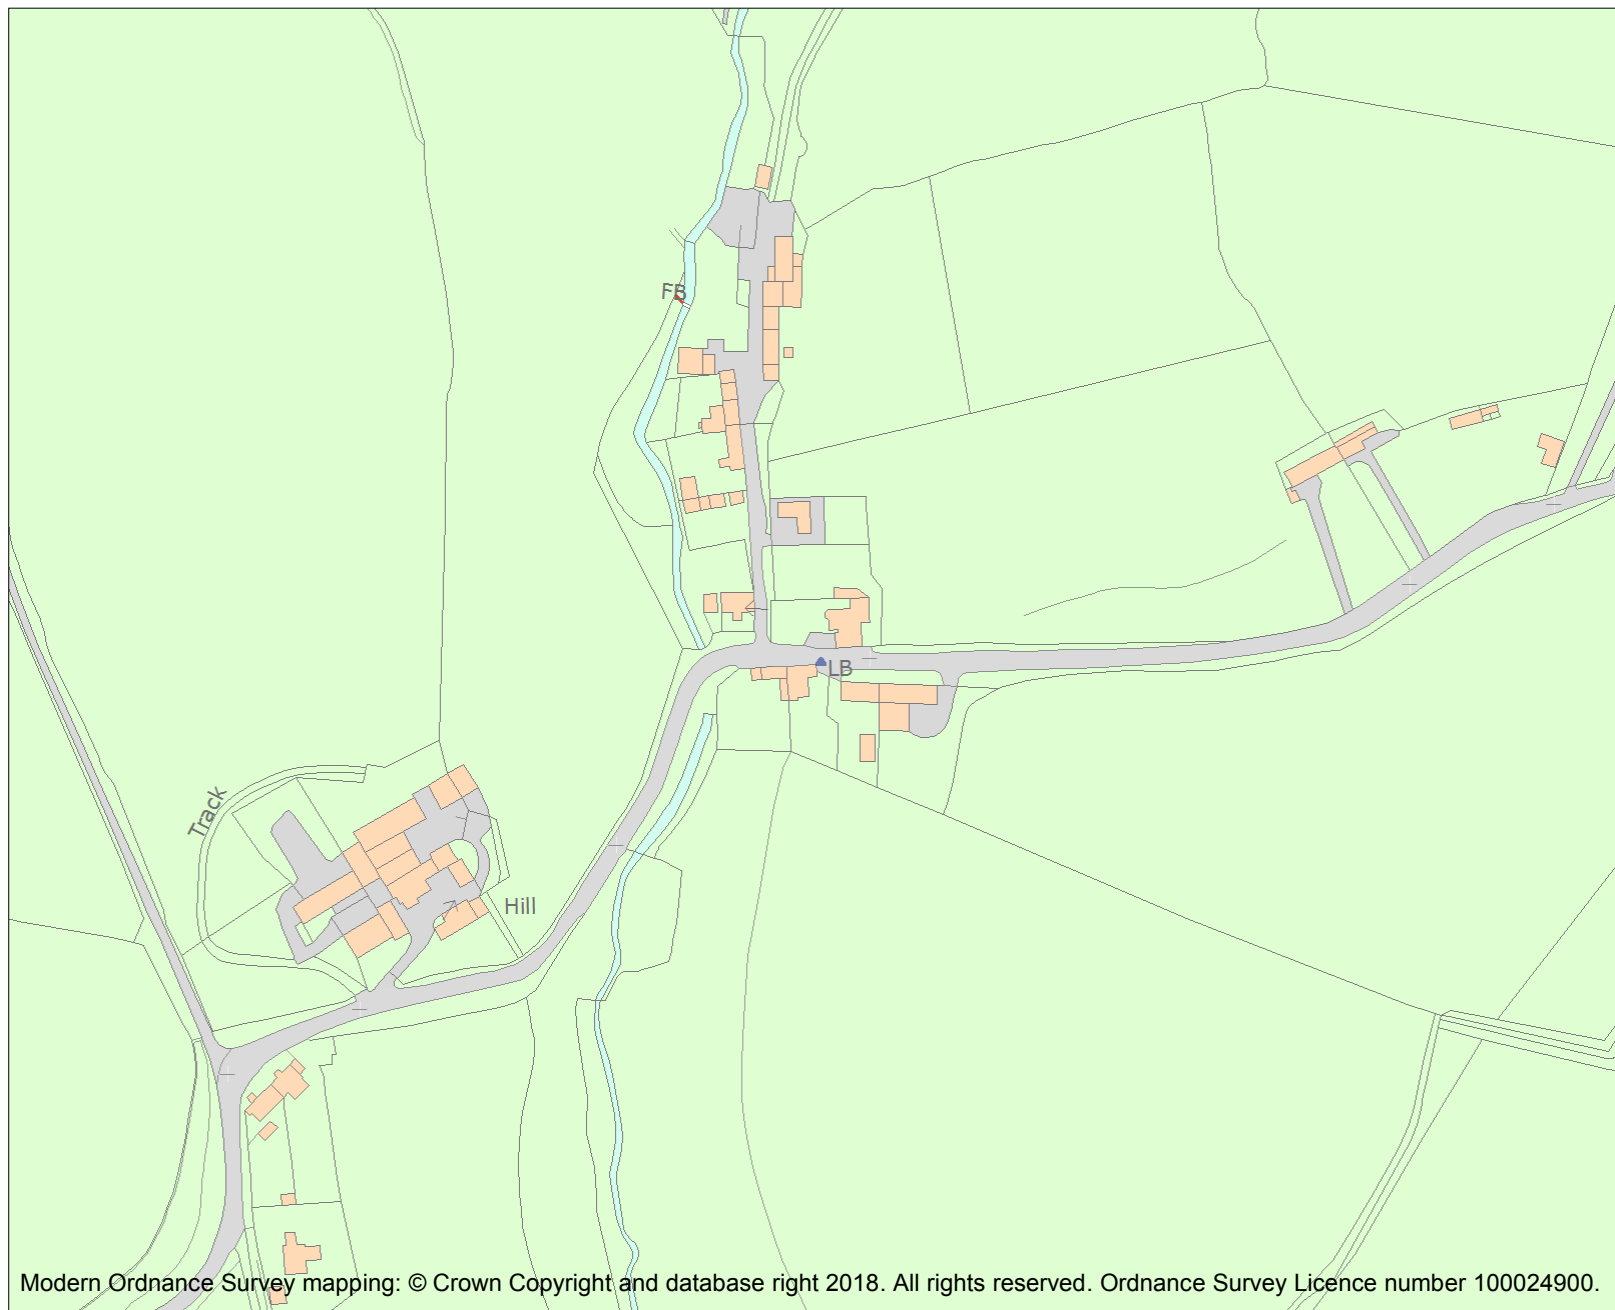 FB
LB
Track
Hill
Modern Ordnance Survey mapping: © Crown Copyright and database right 2018. All rights reserved. Ordnance Survey Licence number 100024900.